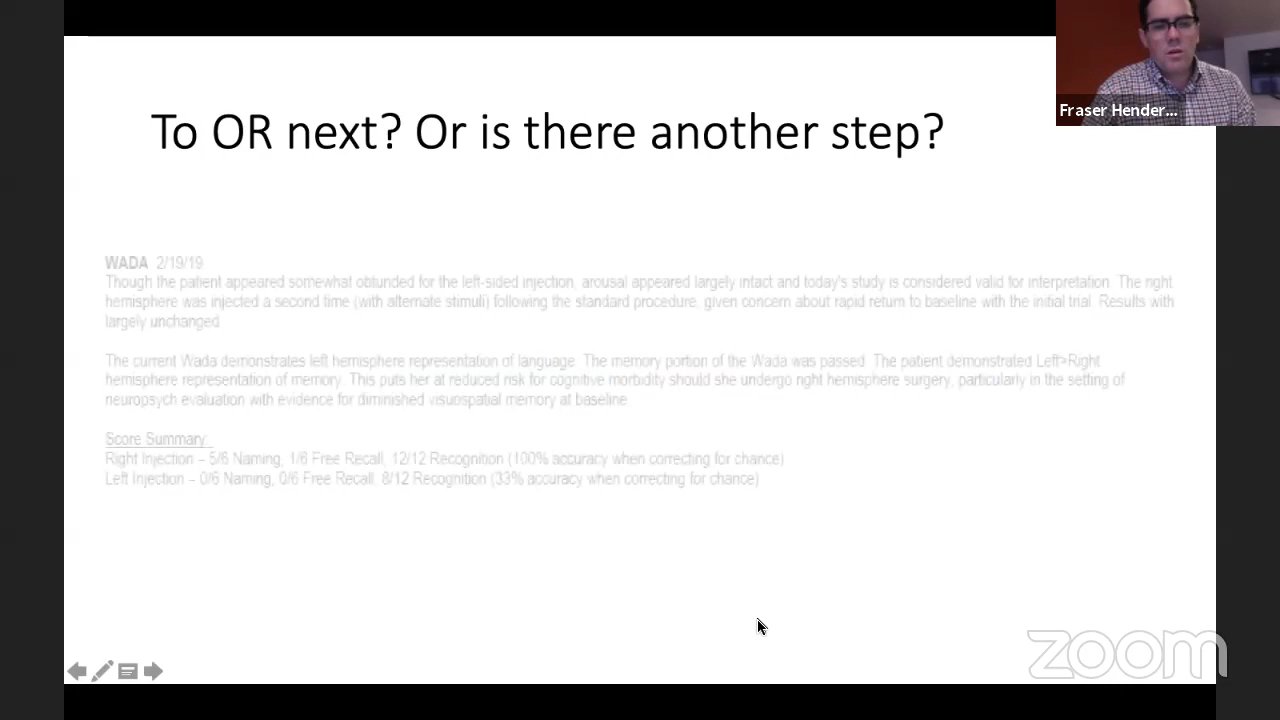 Fraser Hender...
To OR next? Or is there another step?
WADA 2/19/19
Though the patient appeared somewhat obtunded for the left-sided injection, arousal appeared largely intact and today's study is considered valid for interpretation. The right
hemisphere was injected a second time (with alternate stimuli) following the standard procedure, given concern about rapid return to baseline with the initial trial. Results with
largely unchanged.
The current Wada demonstrates left hemisphere representation of language. The memory portion of the Wada was passed. The patient demonstrated Left>Right
hemisphere representation of memory. This puts her at reduced risk for cognitive morbidity should she undergo right hemisphere surgery, particularly in the setting of
neuropsych evaluation with evidence for diminished visuospatial memory at baseline.
Score Summary:
Right Injection – 5/6 Naming, 1/6 Free Recall, 12/12 Recognition (100% accuracy when correcting for chance)
Left Injection – 0/6 Naming, 0/6 Free Recall, 8/12 Recognition (33% accuracy when correcting for chance)
zoom